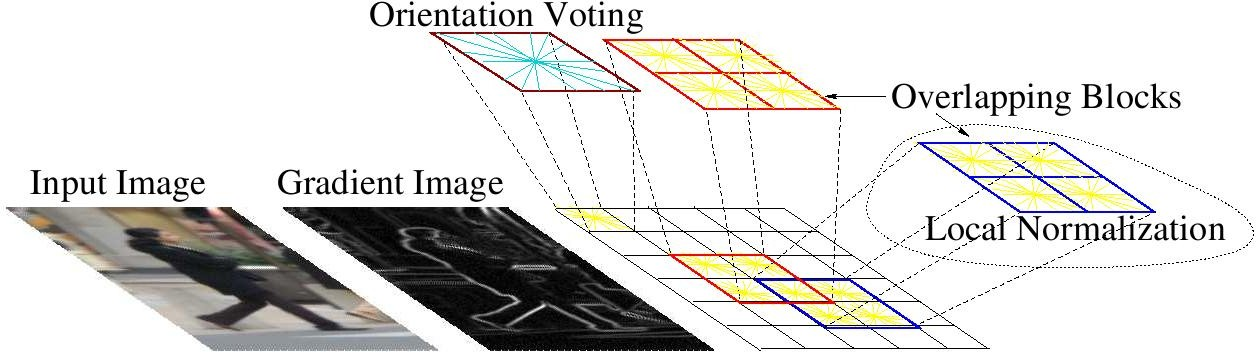 Orientation Voting
Overlapping Blocks
Input Image
Gradient Image
Local Normalization